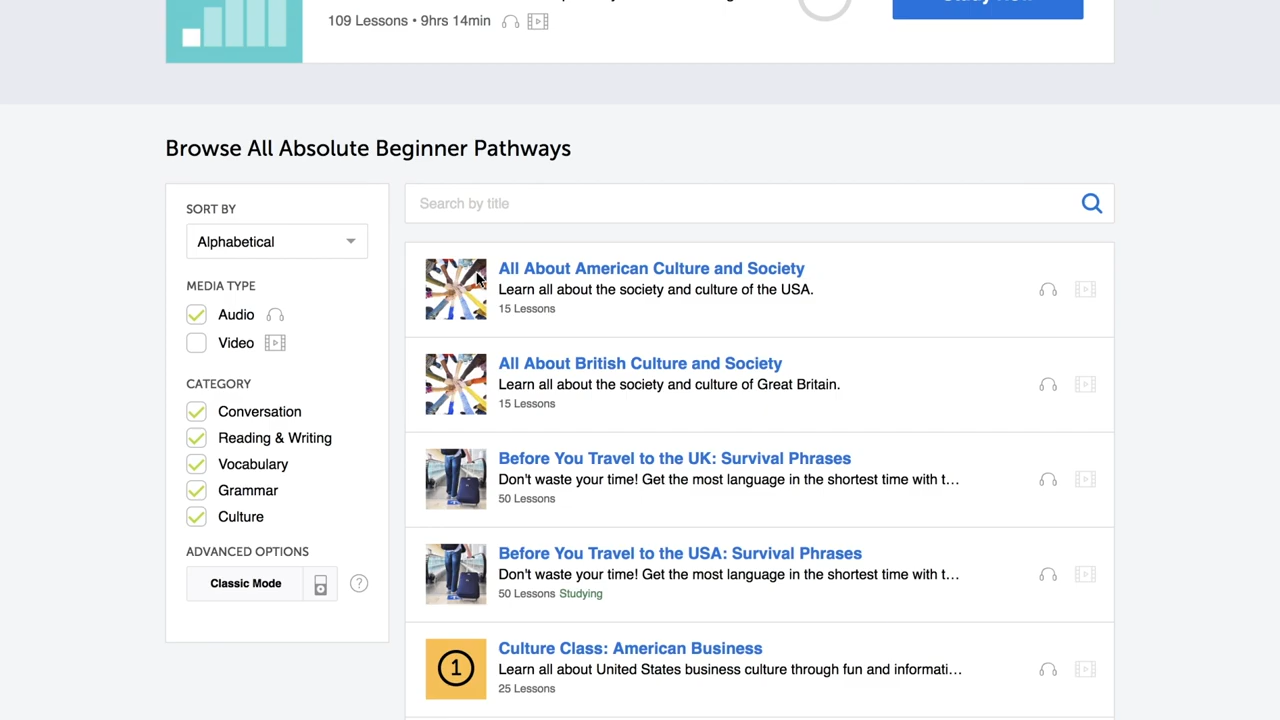 109 Lessons • 9hrs 14min
Browse All Absolute Beginner Pathways
SORT BY
Alphabetical
MEDIA TYPE
Audio
Video
CATEGORY
Conversation
Reading & Writing
Vocabulary
Grammar
Culture
ADVANCED OPTIONS
Classic Mode
?
Search by title
All About American Culture and Society
Learn all about the society and culture of the USA.
15 Lessons
All About British Culture and Society
Learn all about the society and culture of Great Britain.
15 Lessons
Before You Travel to the UK: Survival Phrases
Don't waste your time! Get the most language in the shortest time with t...
50 Lessons
Before You Travel to the USA: Survival Phrases
Don't waste your time! Get the most language in the shortest time with t...
50 Lessons Studying
1
Culture Class: American Business
Learn all about United States business culture through fun and informati...
25 Lessons